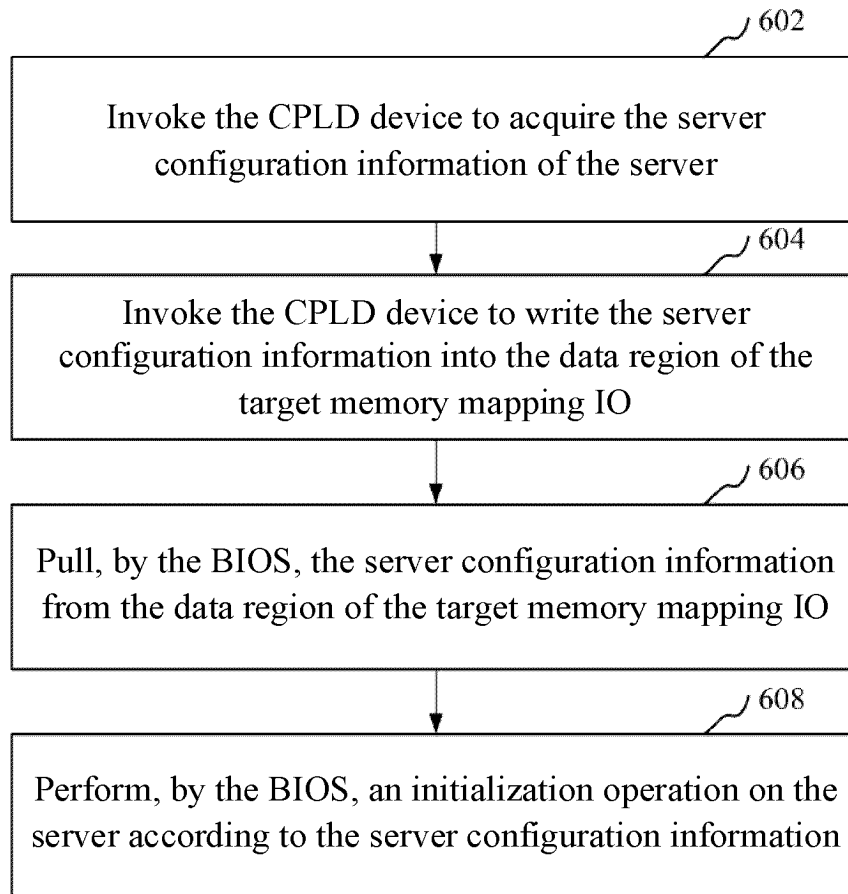 602
Invoke the CPLD device to acquire the server
configuration information of the server
604
Invoke the CPLD device to write the server
configuration information into the data region of the
target memory mapping IO
606
Pull, by the BIOS, the server configuration information
from the data region of the target memory mapping IO
608
Perform, by the BIOS, an initialization operation on the
server according to the server configuration information